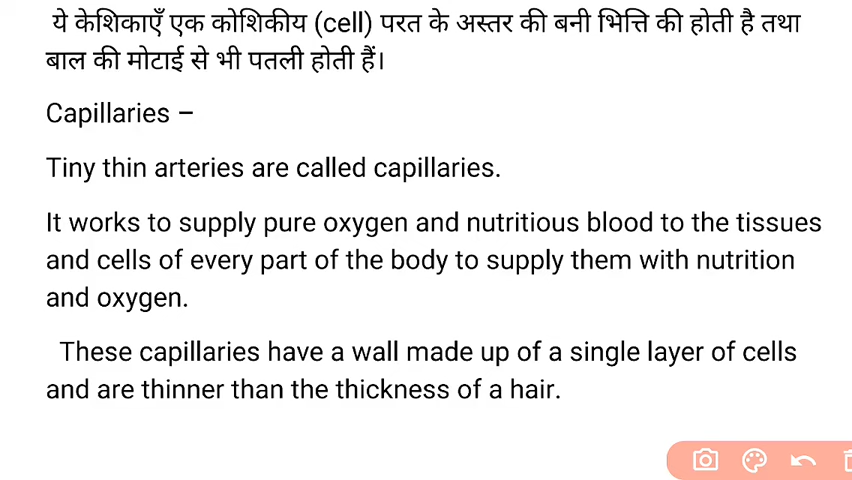 ये केशिकाएँ एक कोशिकीय (cell) परत के अस्तर की बनी भित्ति की होती है तथा
बाल की मोटाई से भी पतली होती हैं।
Capillaries –
Tiny thin arteries are called capillaries.
It works to supply pure oxygen and nutritious blood to the tissues
and cells of every part of the body to supply them with nutrition
and oxygen.
These capillaries have a wall made up of a single layer of cells
and are thinner than the thickness of a hair.